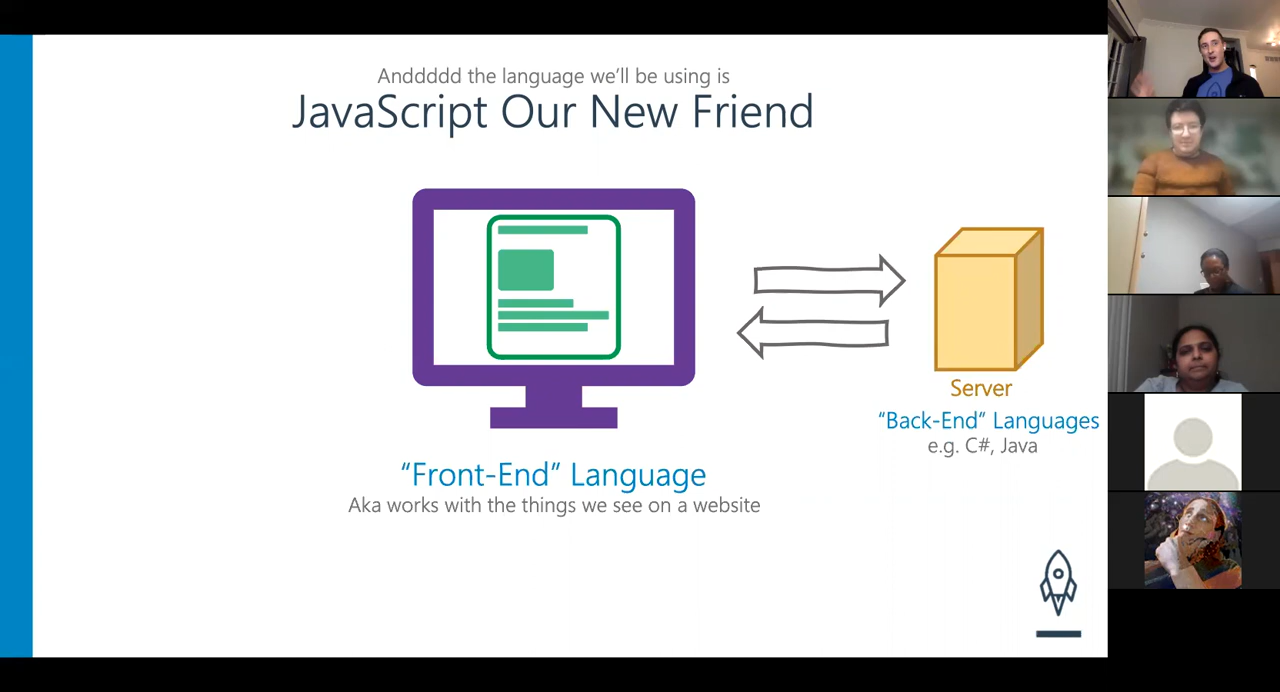 Anddddd the language we'll be using is
JavaScript Our New Friend
Server
“Back-End” Languages
e.g. C#, Java
“Front-End” Language
Aka works with the things we see on a website